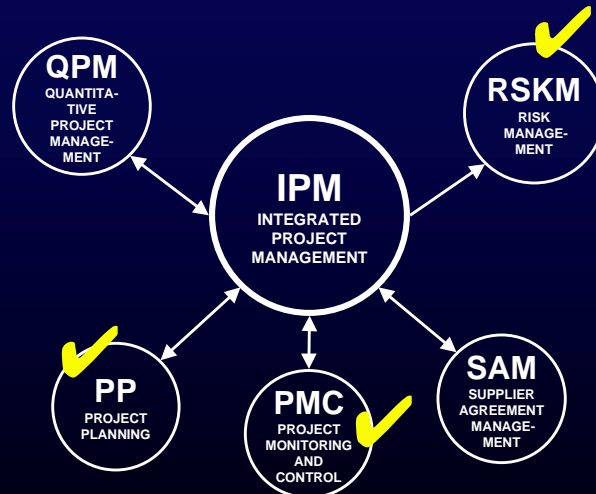 QPM
QUANTITA-
TIVE
PROJECT
MANAGE-
MENT
RSKM
RISK
MANAGE-
MENT
IPM
INTEGRATED
PROJECT
MANAGEMENT
PP
PROJECT
PLANNING
PMC
PROJECT
MONITORING
AND
CONTROL
SAM
SUPPLIER
AGREEMENT
MANAGE-
MENT